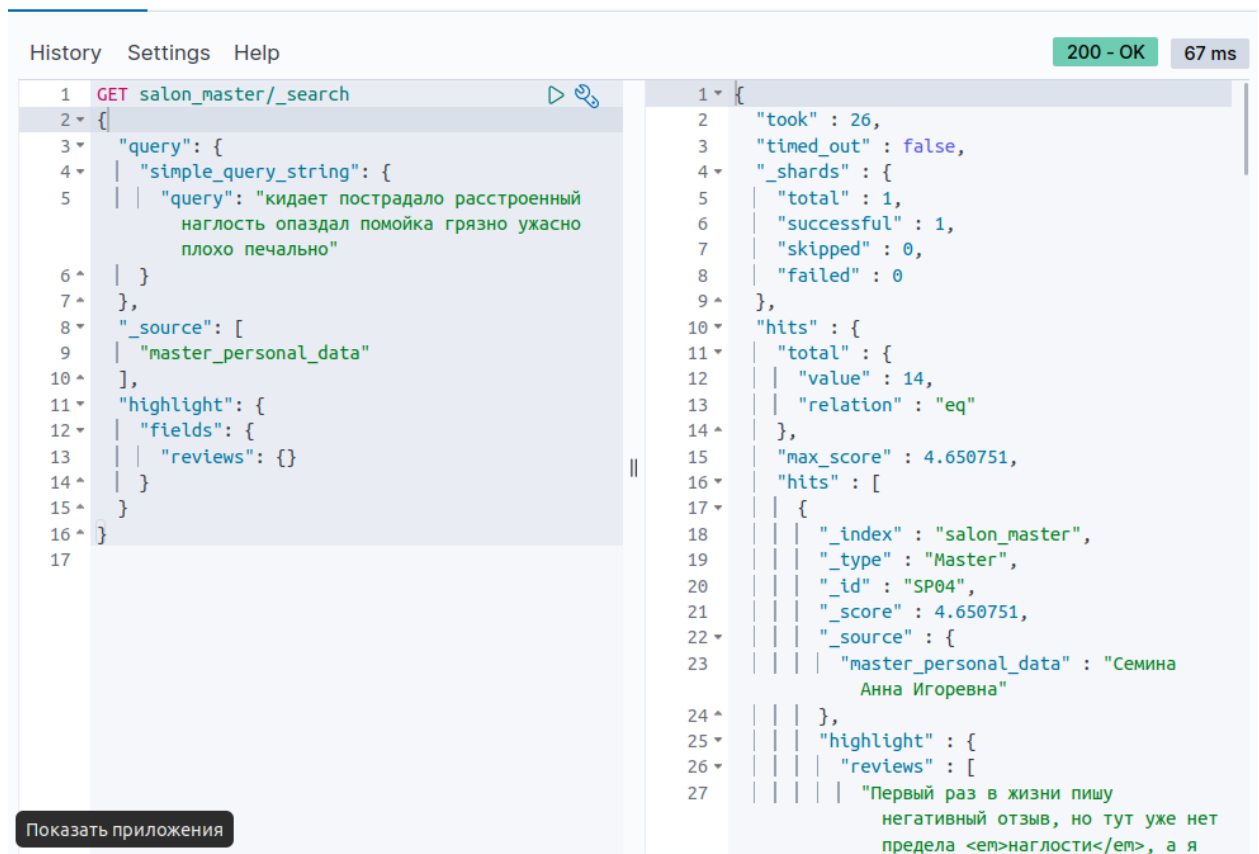 History Settings Help
200 - OK 67 ms
1 GET salon_master/_search
2 {
3 "query": {
4 "simple_query_string": {
5 "query": "кидает пострадало расстроенный
наглость опаздал помойка грязно ужасно
плохо печально"
6 }
7 },
8 "_source": [
9 "master_personal_data"
10 ],
11 "highlight": {
12 "fields": {
13 "reviews": {}
14 }
15 }
16 }
17
Показать приложения
1 {
2 "took" : 26,
3 "timed_out" : false,
4 "_shards" : {
5 "total" : 1,
6 "successful" : 1,
7 "skipped" : 0,
8 "failed" : 0
9 },
10 "hits" : {
11 "total" : {
12 "value" : 14,
13 "relation" : "eq"
14 },
15 "max_score" : 4.650751,
16 "hits" : [
17 {
18 "_index" : "salon_master",
19 "_type" : "Master",
20 "_id" : "SP04",
21 "_score" : 4.650751,
22 "_source" : {
23 "master_personal_data" : "Семина
Анна Игоревна"
24 },
25 "highlight" : {
26 "reviews" : [
27 "Первый раз в жизни пишу
негативный отзыв, но тут уже нет
предела <em>наглости</em>, а я